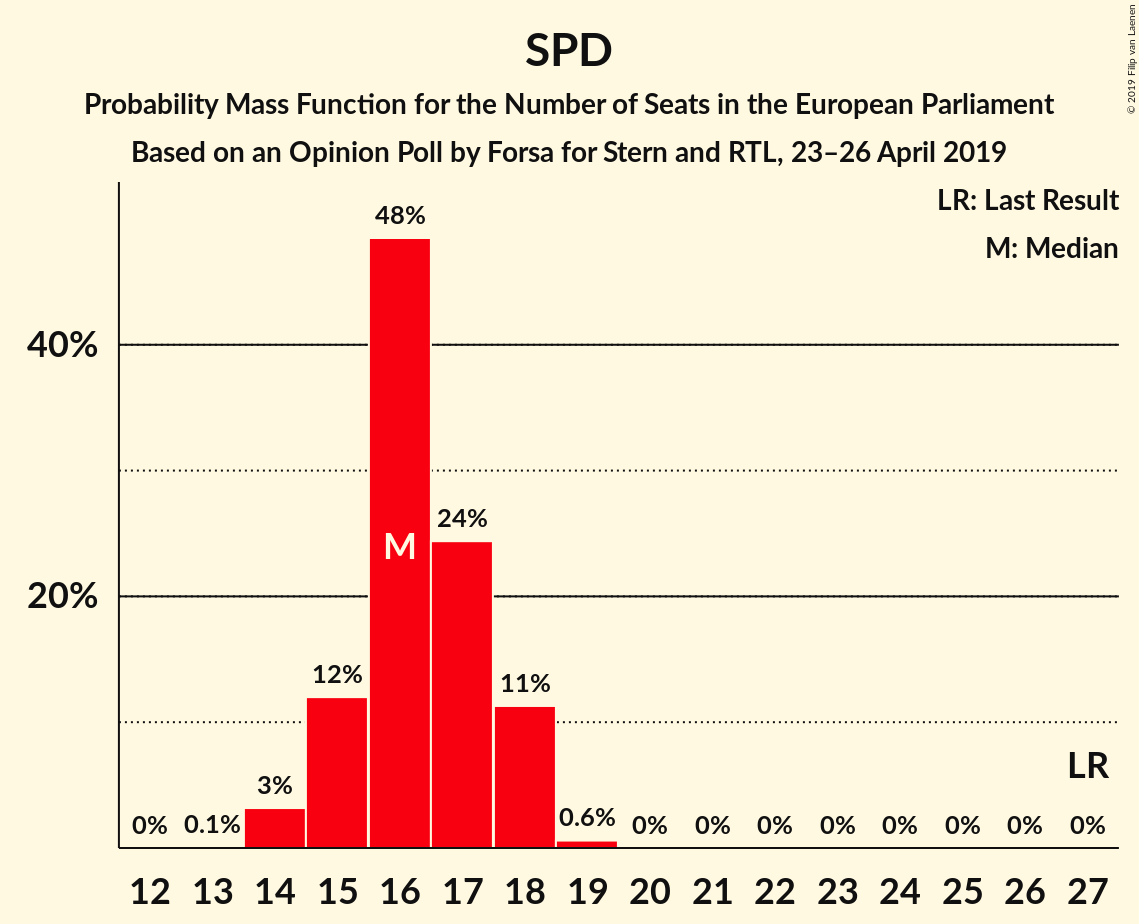 SPD
Probability Mass Function for the Number of Seats in the European Parliament
Based on an Opinion Poll by Forsa for Stern and RTL, 23–26 April 2019
© 2019 Filip van Laenen
LR: Last Result
M: Median
40%
20%
0%
0.1%
3%
12%
48%
M
24%
11%
0.6%
0%
0%
0%
0%
0%
0%
0%
0%
LR
12 13 14 15 16 17 18 19 20 21 22 23 24 25 26 27